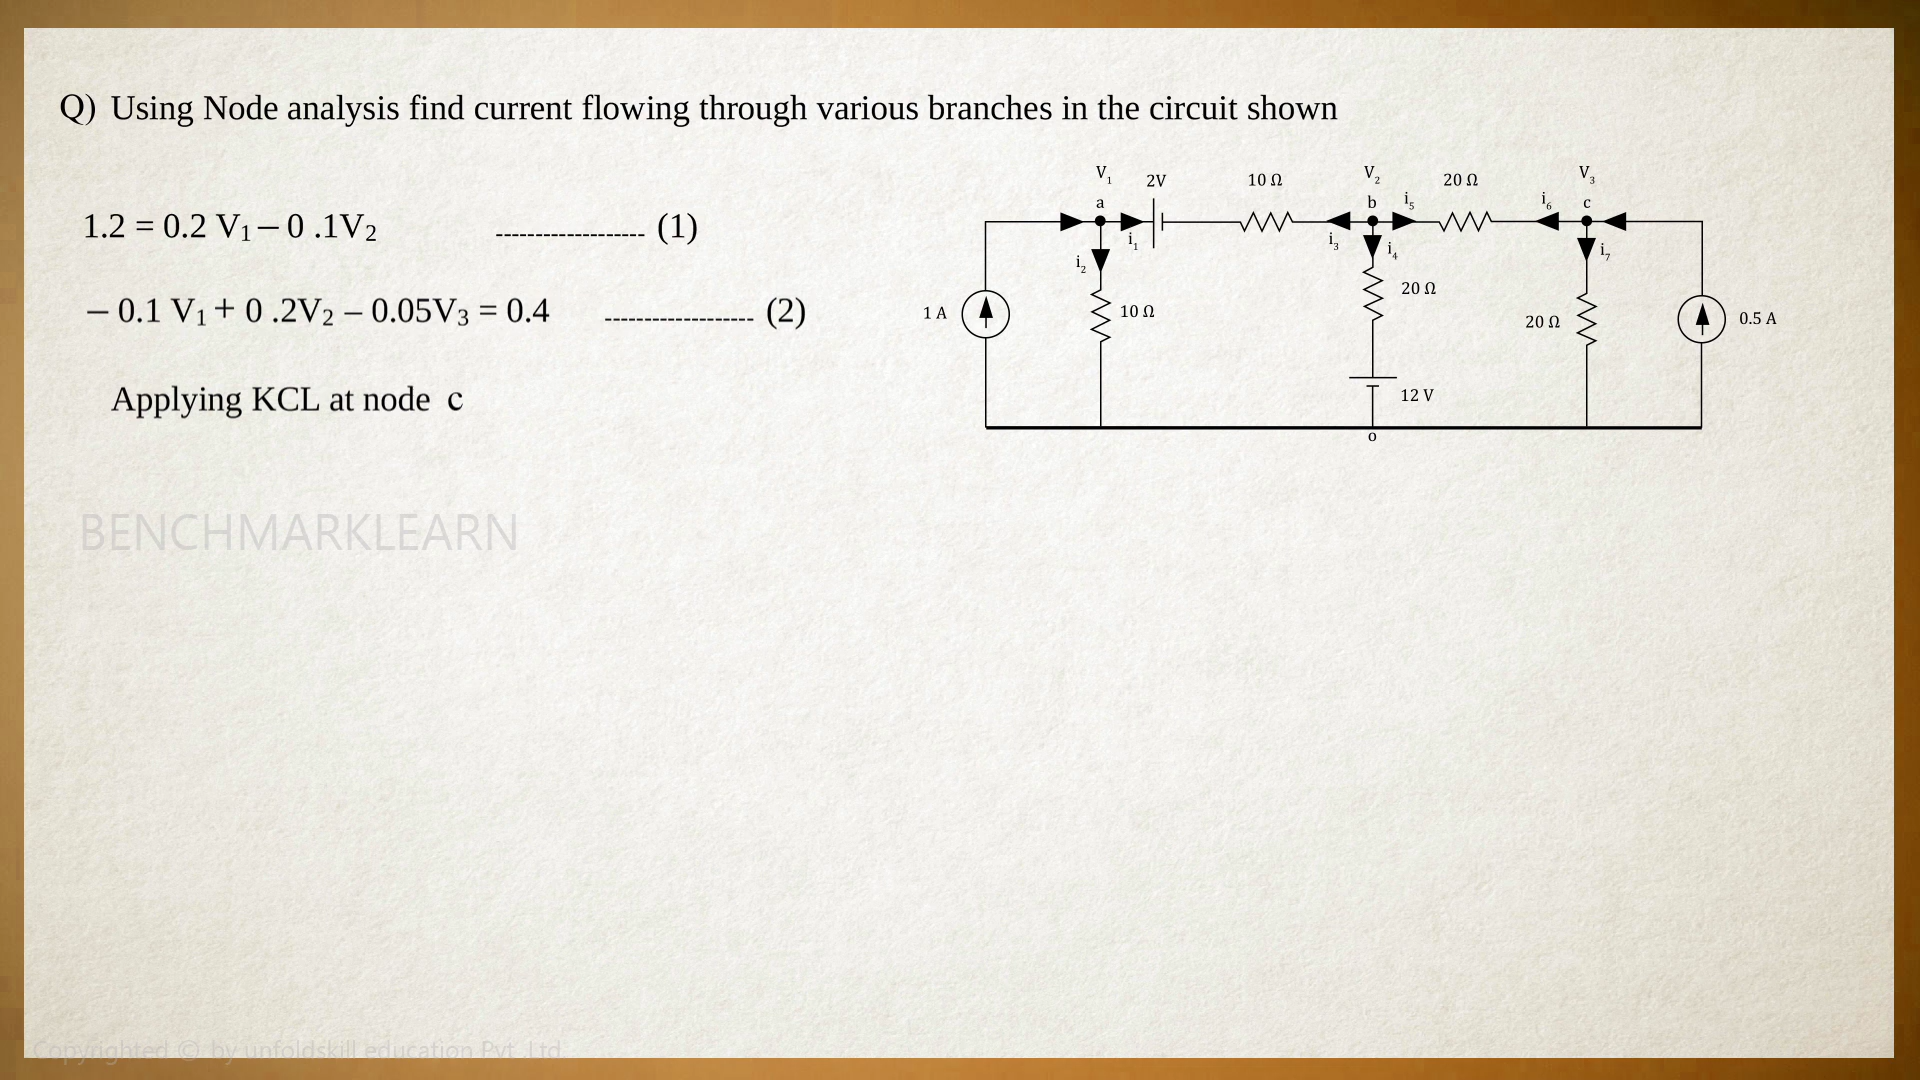 Q) Using Node analysis find current flowing through various branches in the circuit shown
1.2 = 0.2 V₁ – 0 .1V₂ ------------------- (1)
– 0.1 V₁ + 0 .2V₂ – 0.05V₃ = 0.4 ------------------- (2)
Applying KCL at node c
V₁ 2V 10 Ω V₂ 20 Ω V₃
a b i₅ i₆ c
i₁ i₃ i₄ i₇
i₂
20 Ω
1 A 10 Ω 20 Ω 0.5 A
12 V
o
BENCHMARKLEARN
Copyrighted © by unfoldskill education Pvt. Ltd